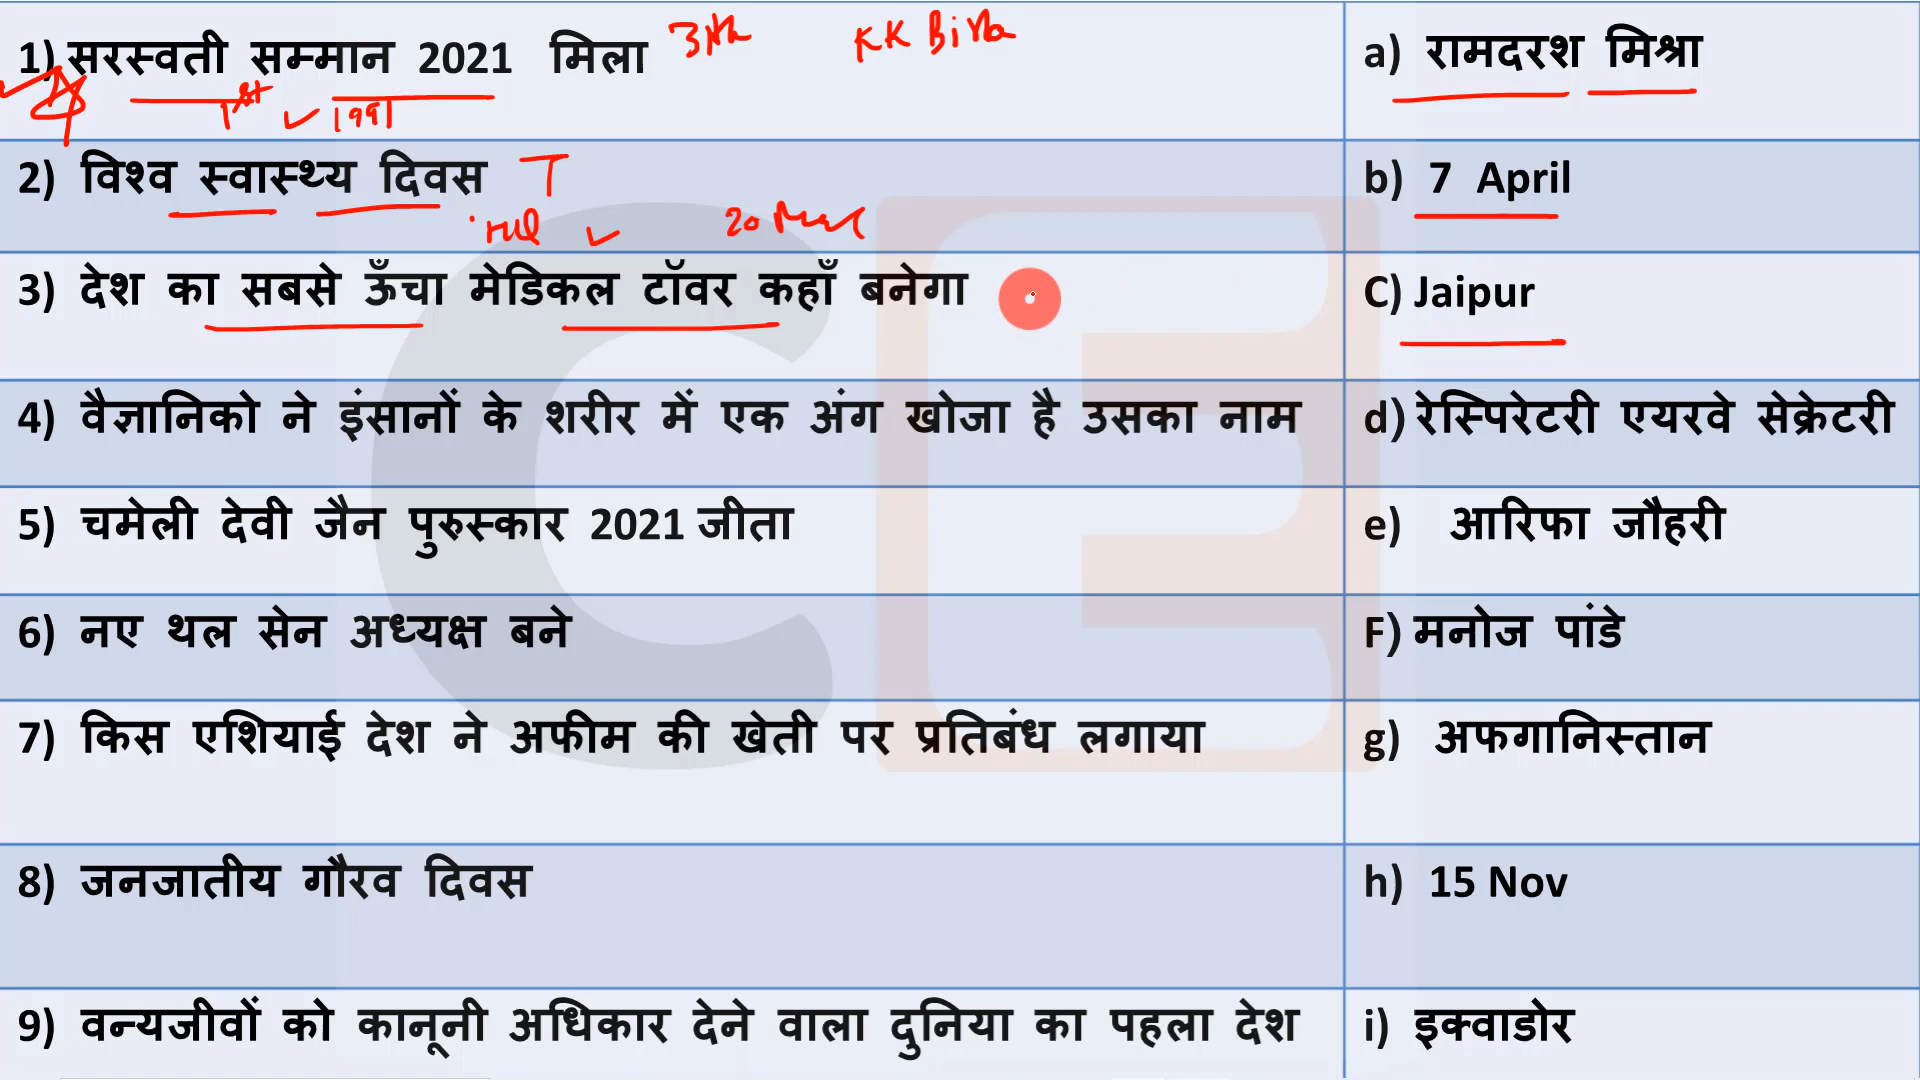 1) सरस्वती सम्मान 2021 मिला KK Birla
a) रामदरश मिश्रा
1st 1991
2) विश्व स्वास्थ्य दिवस T
b) 7 April
20
3) देश का सबसे ऊँचा मेडिकल टॉवर कहाँ बनेगा
C) Jaipur
4) वैज्ञानिको ने इंसानों के शरीर में एक अंग खोजा है उसका नाम
d) रेस्पिरेटरी एयरवे सेक्रेटरी
5) चमेली देवी जैन पुरुस्कार 2021 जीता
e) आरिफा जौहरी
6) नए थल सेन अध्यक्ष बने
F) मनोज पांडे
7) किस एशियाई देश ने अफीम की खेती पर प्रतिबंध लगाया
g) अफगानिस्तान
8) जनजातीय गौरव दिवस
h) 15 Nov
9) वन्यजीवों को कानूनी अधिकार देने वाला दुनिया का पहला देश
i) इक्वाडोर
CE